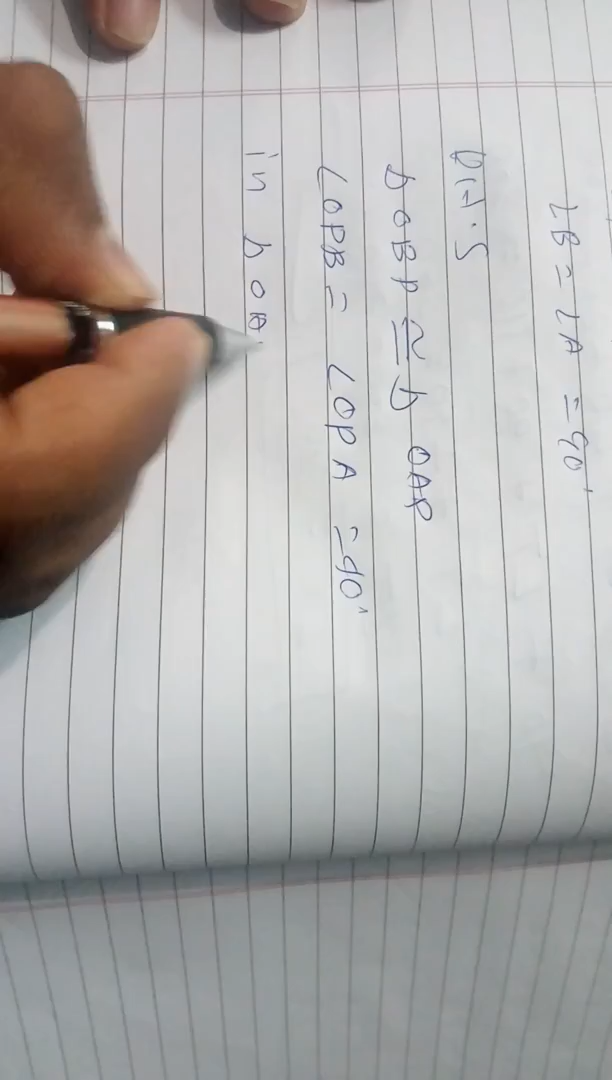 ∠B = ∠A = 90°
R.H.S
Δ OBP ≅ Δ OAP
∠OPB = ∠OPA = 90°
in Δ OA